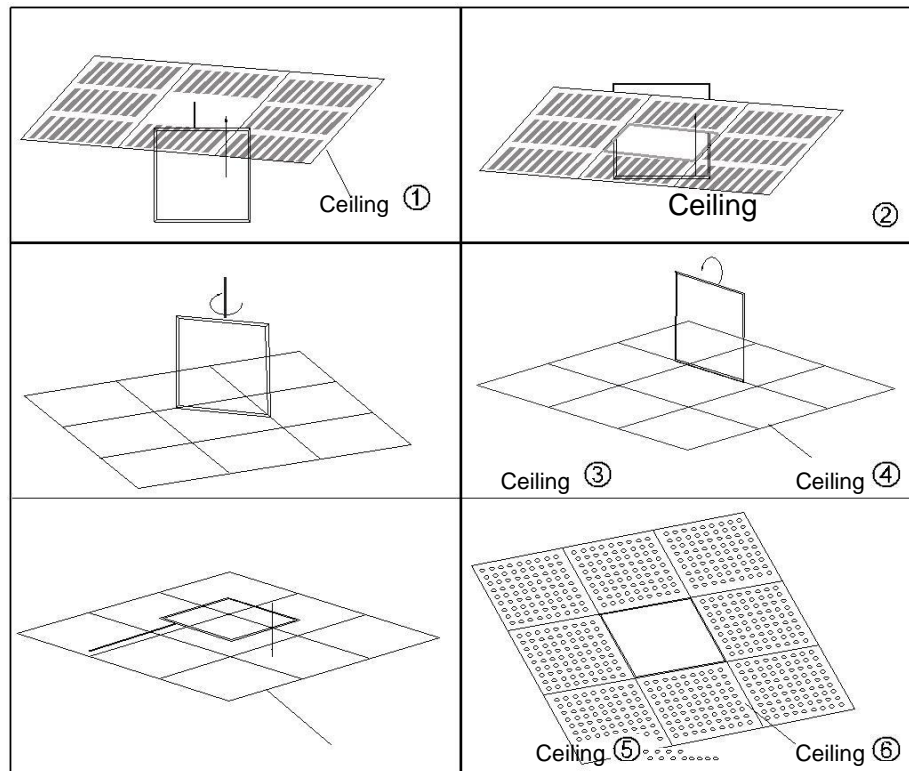 Ceiling ①
Ceiling
②
Ceiling ③
Ceiling ④
Ceiling ⑤
Ceiling ⑥